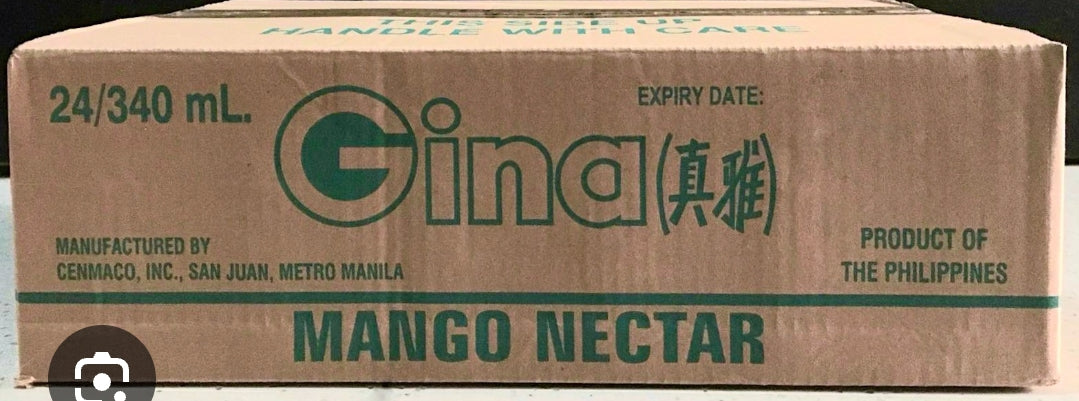 THIS SIDE UP
HANDLE WITH CARE
24/340 mL.
EXPIRY DATE:
Gina (真雅)
MANUFACTURED BY
CENMACO, INC., SAN JUAN, METRO MANILA
PRODUCT OF
THE PHILIPPINES
MANGO NECTAR